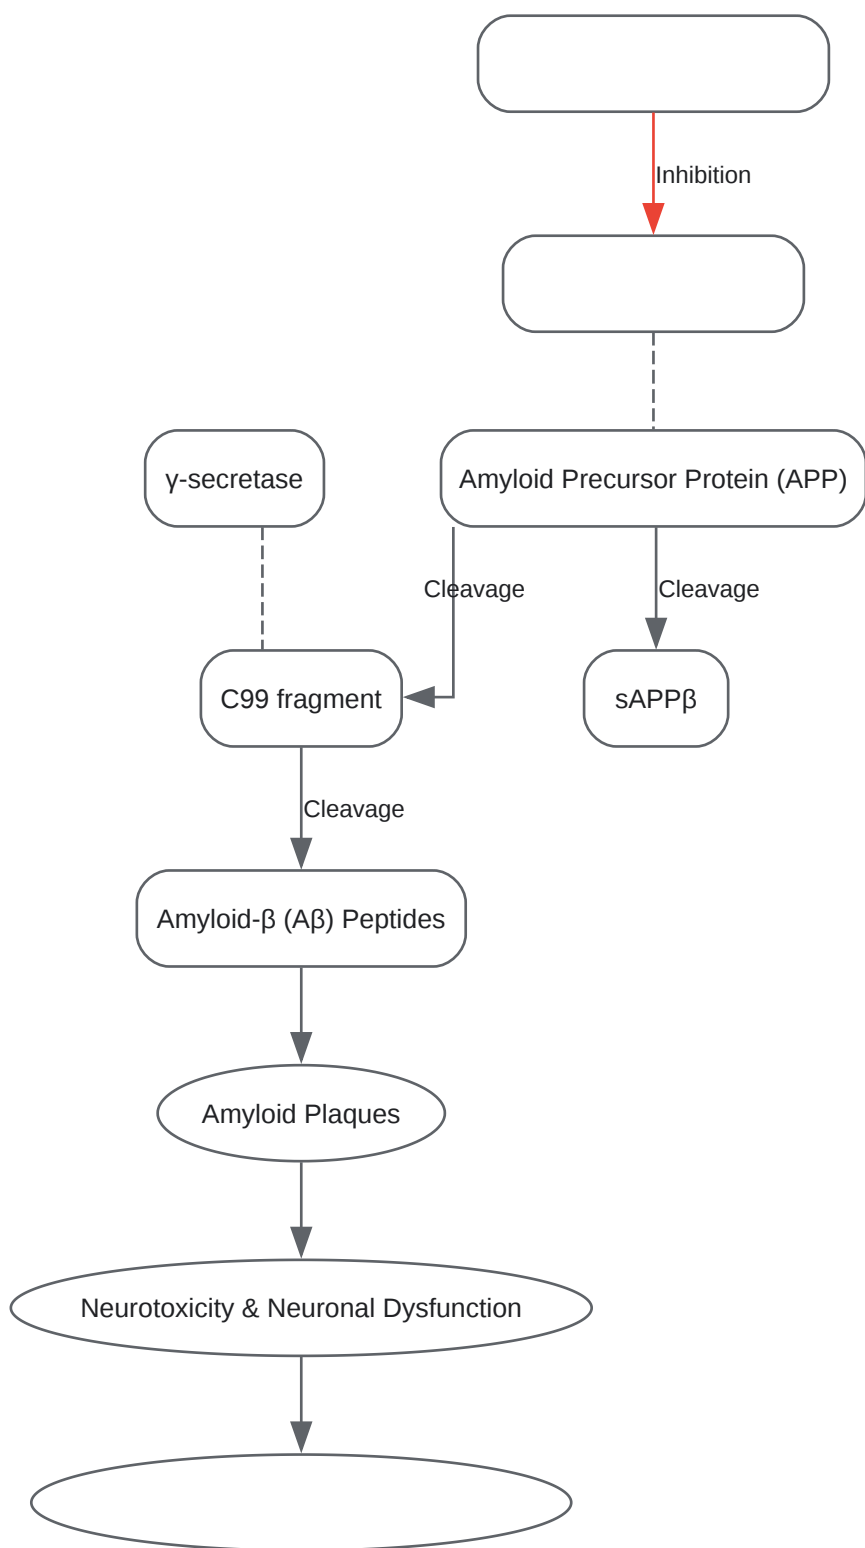 Inhibition
γ-secretase
Amyloid Precursor Protein (APP)
Cleavage
Cleavage
C99 fragment
sAPPβ
Cleavage
Amyloid-β (Aβ) Peptides
Amyloid Plaques
Neurotoxicity & Neuronal Dysfunction